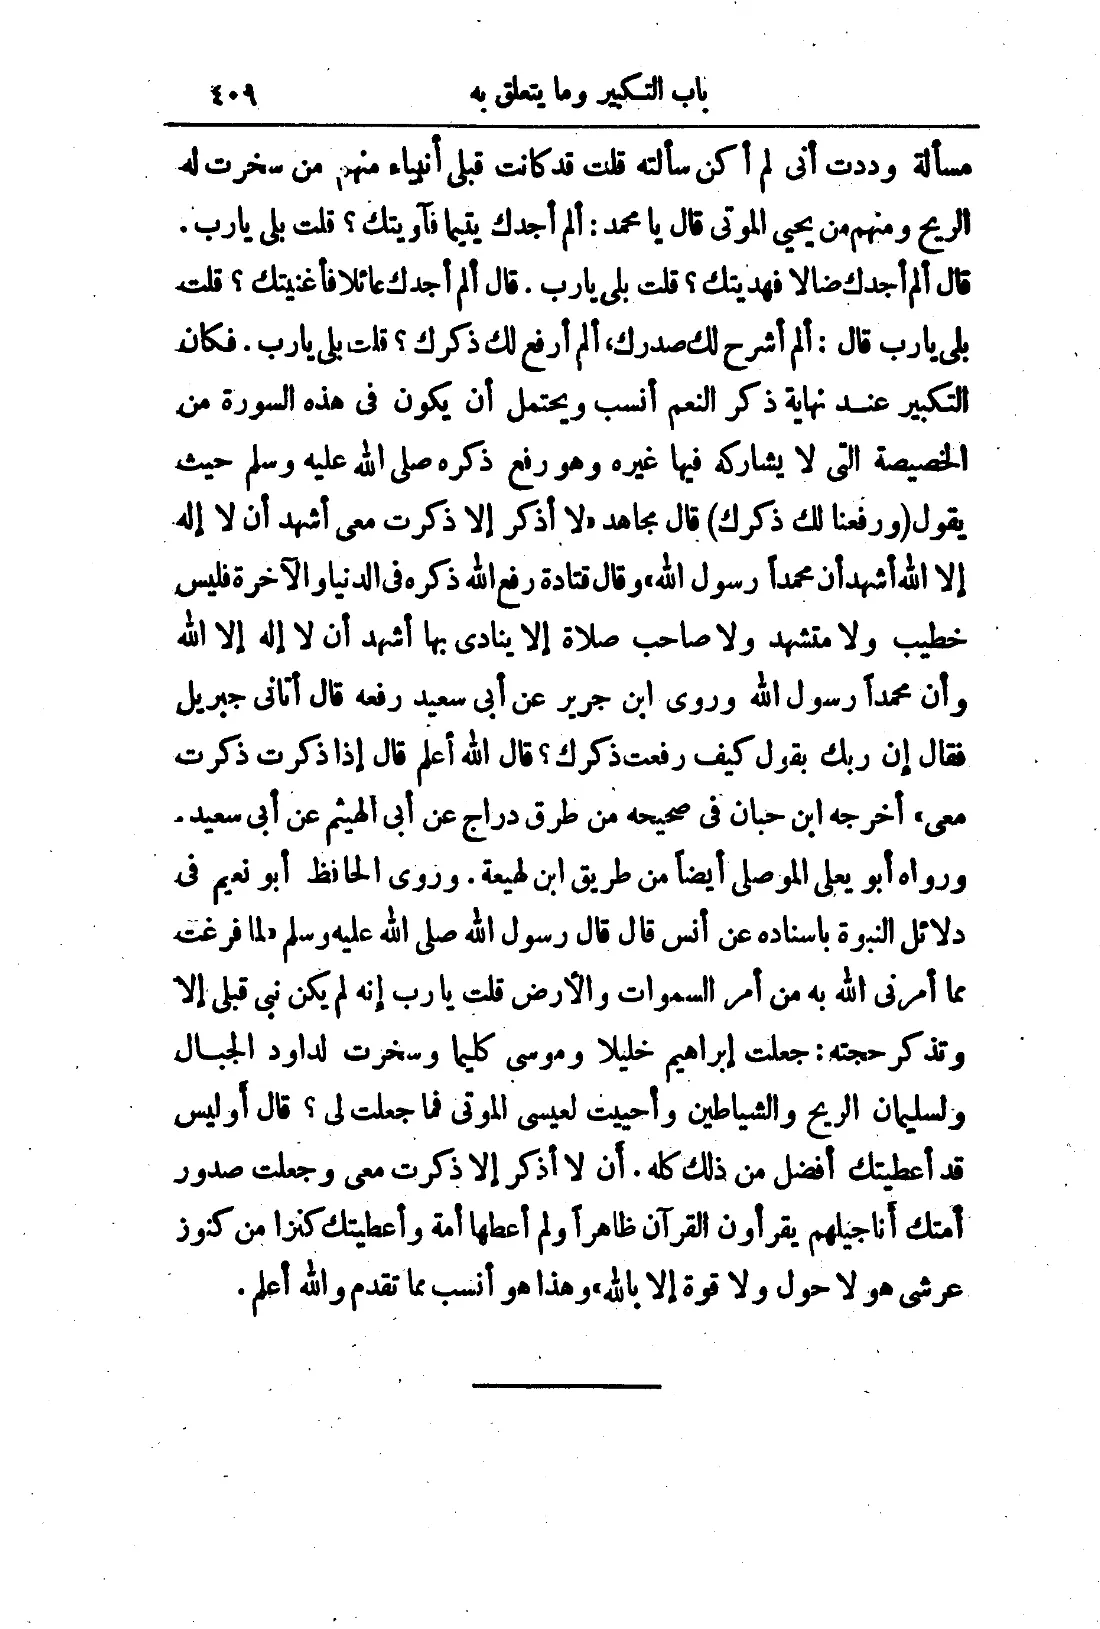 باب التكبير وما يتعلق به ٤٠٩
مسألة وددت أنى لم أكن سألته قلت قد كانت قبلى أنبياء منهم من سخرت له
الريح ومنهم من يحيى الموتى قال يا محمد : ألم أجدك يتيما فآويتك ؟ قلت بلى يارب .
قال ألم أجدك ضالا فهديتك ؟ قلت بلى يارب . قال ألم أجدك عائلا فأغنيتك ؟ قلت
بلى يارب قال : ألم أشرح لك صدرك، ألم أرفع لك ذكرك ؟ قلت بلى يارب . فكان
التكبير عند نهاية ذكر النعم أنسب ويحتمل أن يكون فى هذه السورة من
الخصيصة التى لا يشاركه فيها غيره وهو رفع ذكره صلى الله عليه وسلم حيث
يقول (ورفعنا لك ذكرك) قال مجاهد «لا أذكر إلا ذكرت معى أشهد أن لا إله
إلا الله أشهد أن محمداً رسول الله» وقال قتادة رفع الله ذكره فى الدنيا والآخرة فليس
خطيب ولا متشهد ولا صاحب صلاة إلا ينادى بها أشهد أن لا إله إلا الله
وأن محمداً رسول الله وروى ابن جرير عن أبي سعيد رفعه قال أتانى جبريل
فقال إن ربك يقول كيف رفعت ذكرك ؟ قال الله أعلم قال إذا ذكرت ذكرت
معى» أخرجه ابن حبان فى صحيحه من طرق دراج عن أبى الهيثم عن أبى سعيد .
ورواه أبو يعلى الموصلى أيضاً من طريق ابن لهيعة . وروى الحافظ أبو نعيم فى
دلائل النبوة باسناده عن أنس قال قال رسول الله صلى الله عليه وسلم «لما فرغت
مما أمرنى الله به من أمر السموات والأرض قلت يارب إنه لم يكن نبي قبلى إلا
وتذكر حجته : جعلت إبراهيم خليلا وموسى كليما وسخرت لداود الجبال
ولسليمان الريح والشياطين وأحييت لعيسى الموتى فما جعلت لى ؟ قال أوليس
قد أعطيتك أفضل من ذلك كله . أن لا أذكر إلا ذكرت معى وجعلت صدور
أمتك أناجيلهم يقرأون القرآن ظاهراً ولم أعطها أمة وأعطيتك كنزا من كنوز
عرشى هو لا حول ولا قوة إلا بالله» وهذا هو أنسب مما تقدم والله أعلم .